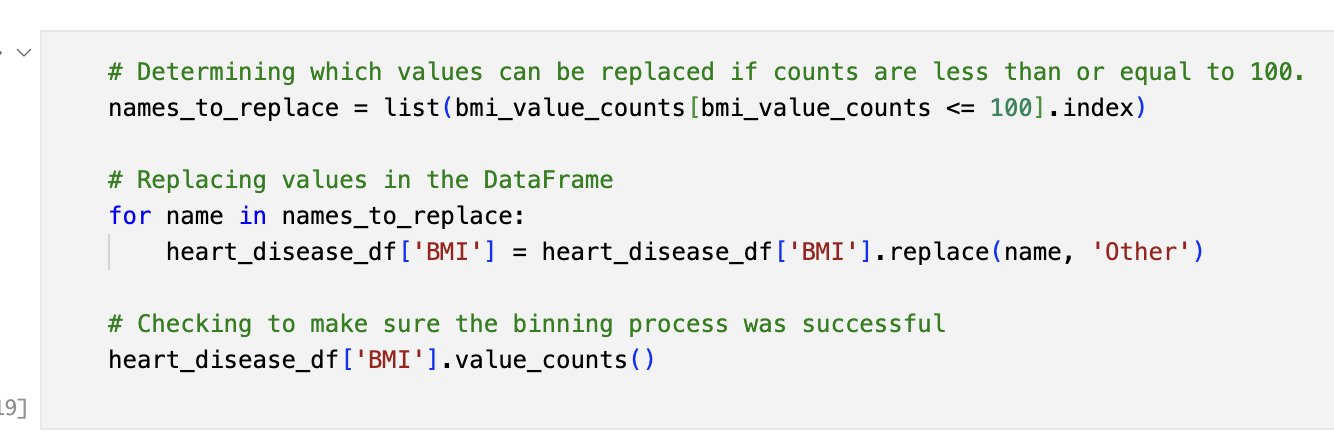 # Determining which values can be replaced if counts are less than or equal to 100.
names_to_replace = list(bmi_value_counts[bmi_value_counts <= 100].index)
# Replacing values in the DataFrame
for name in names_to_replace:
heart_disease_df['BMI'] = heart_disease_df['BMI'].replace(name, 'Other')
# Checking to make sure the binning process was successful
heart_disease_df['BMI'].value_counts()
19]